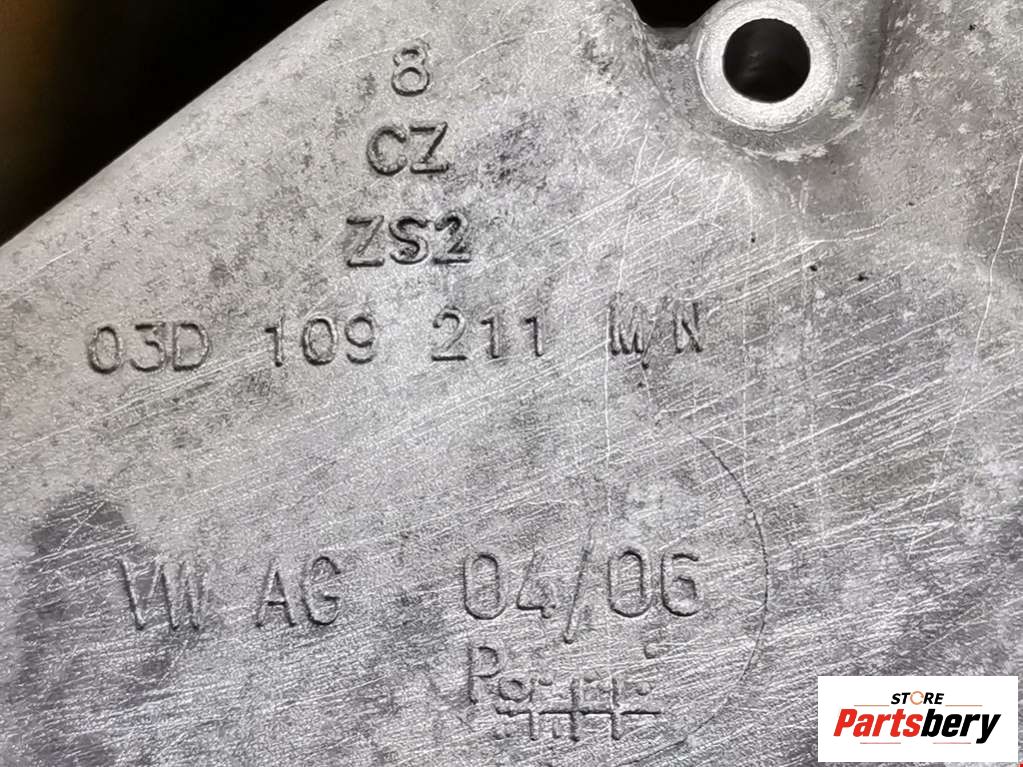 8
CZ
ZS2
03D 109 211 M/N
VW AG 04/06
STORE
Partsbery